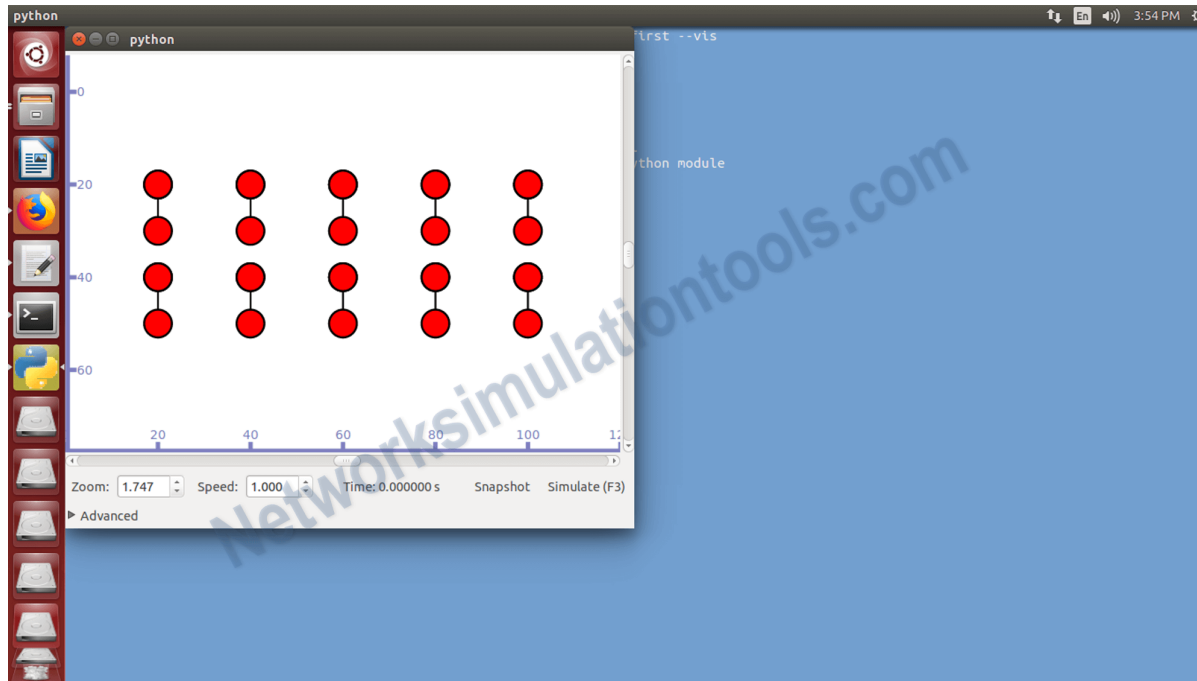 python
En
3:54 PM
python
first --vis
ython module
0
20
40
60
20
40
60
80
100
Zoom: 1.747
Speed: 1.000
Time: 0.000000 s
Snapshot
Simulate (F3)
Advanced
Networksimulationtools.com